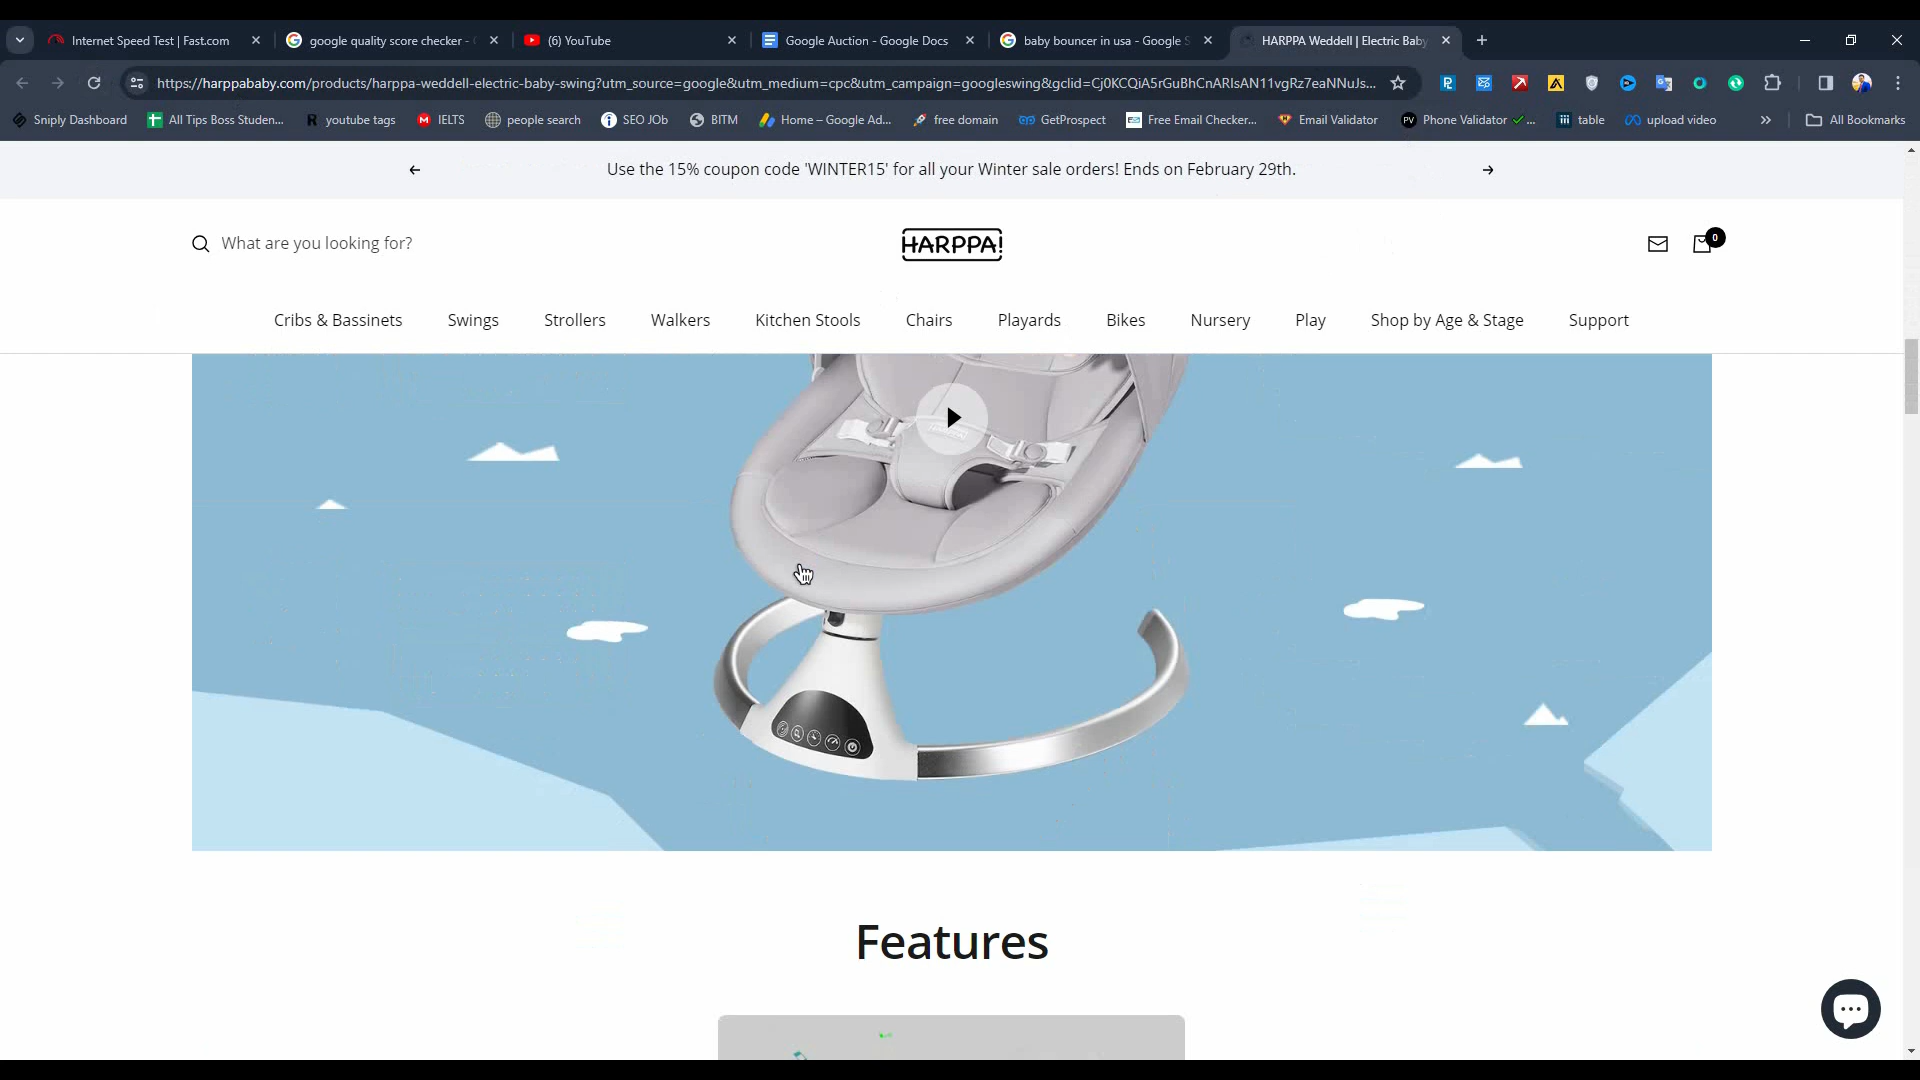 Internet Speed Test | Fast.com
google quality score checker -
(6) YouTube
Google Auction - Google Docs
baby bouncer in usa - Google S
HARPPA Weddell | Electric Baby
https://harppababy.com/products/harppa-weddell-electric-baby-swing?utm_source=google&utm_medium=cpc&utm_campaign=googleswing&gclid=Cj0KCQiA5rGuBhCnARIsAN11vgRz7eaNNuJs...
Sniply Dashboard
All Tips Boss Studen...
youtube tags
IELTS
people search
SEO JOb
BITM
Home – Google Ad...
free domain
GetProspect
Free Email Checker...
Email Validator
PV
Phone Validator ✓ ...
table
upload video
All Bookmarks
Use the 15% coupon code 'WINTER15' for all your Winter sale orders! Ends on February 29th.
What are you looking for?
HARPPA!
0
Cribs & Bassinets
Swings
Strollers
Walkers
Kitchen Stools
Chairs
Playards
Bikes
Nursery
Play
Shop by Age & Stage
Support
Features